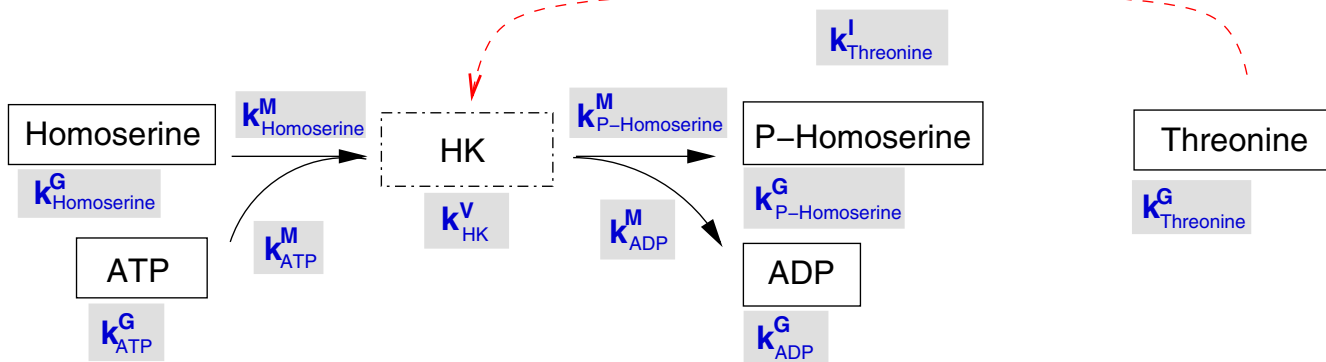 k^I_Threonine
k^M_Homoserine
k^M_P−Homoserine
Homoserine
HK
P−Homoserine
Threonine
k^G_Homoserine
k^V_HK
k^M_ATP
k^M_ADP
k^G_P−Homoserine
k^G_Threonine
ATP
ADP
k^G_ATP
k^G_ADP